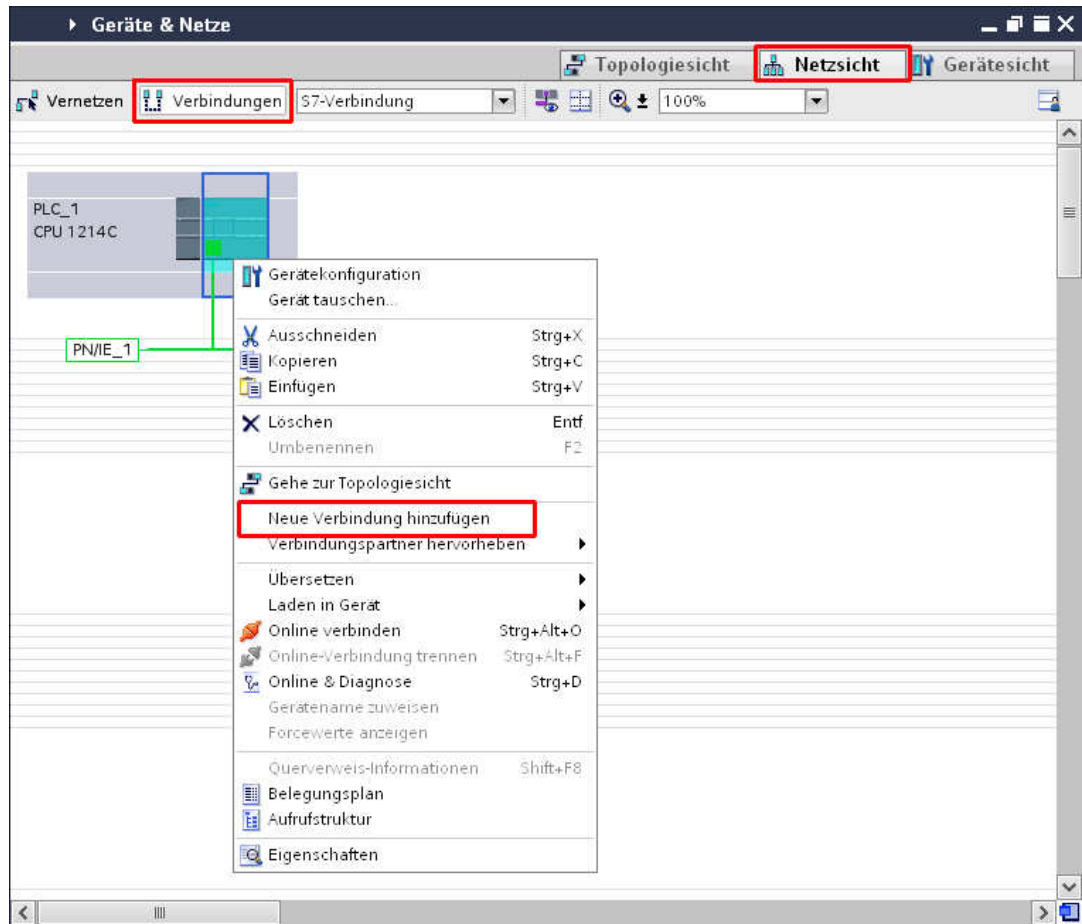 Geräte & Netze
Topologiesicht Netzsicht Gerätesicht
Vernetzen Verbindungen S7-Verbindung 100%
PLC_1
CPU 1214C
PN/IE_1
Gerätekonfiguration
Gerät tauschen...
Ausschneiden Strg+X
Kopieren Strg+C
Einfügen Strg+V
Löschen Entf
Umbenennen F2
Gehe zur Topologiesicht
Neue Verbindung hinzufügen
Verbindungspartner hervorheben
Übersetzen
Laden in Gerät
Online verbinden Strg+Alt+O
Online-Verbindung trennen Strg+Alt+F
Online & Diagnose Strg+D
Gerätename zuweisen
Forcewerte anzeigen
Querverweis-Informationen Shift+F8
Belegungsplan
Aufrufstruktur
Eigenschaften